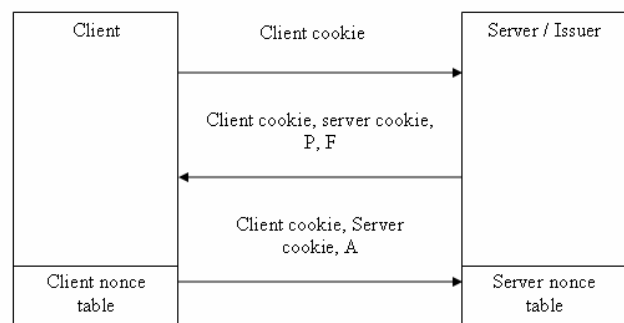 Client
Client cookie
Server / Issuer
Client cookie, server cookie,
P, F
Client cookie, Server
cookie, A
Client nonce
table
Server nonce
table